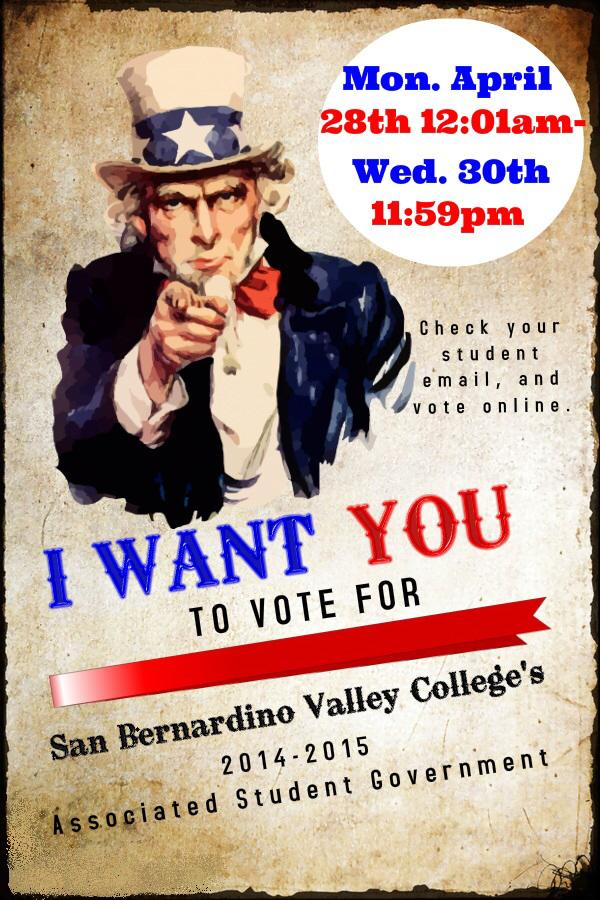 Mon. April
28th 12:01am-
Wed. 30th
11:59pm
Check your
student
email, and
vote online.
I WANT YOU
TO VOTE FOR
San Bernardino Valley College's
2014-2015
Associated Student Government